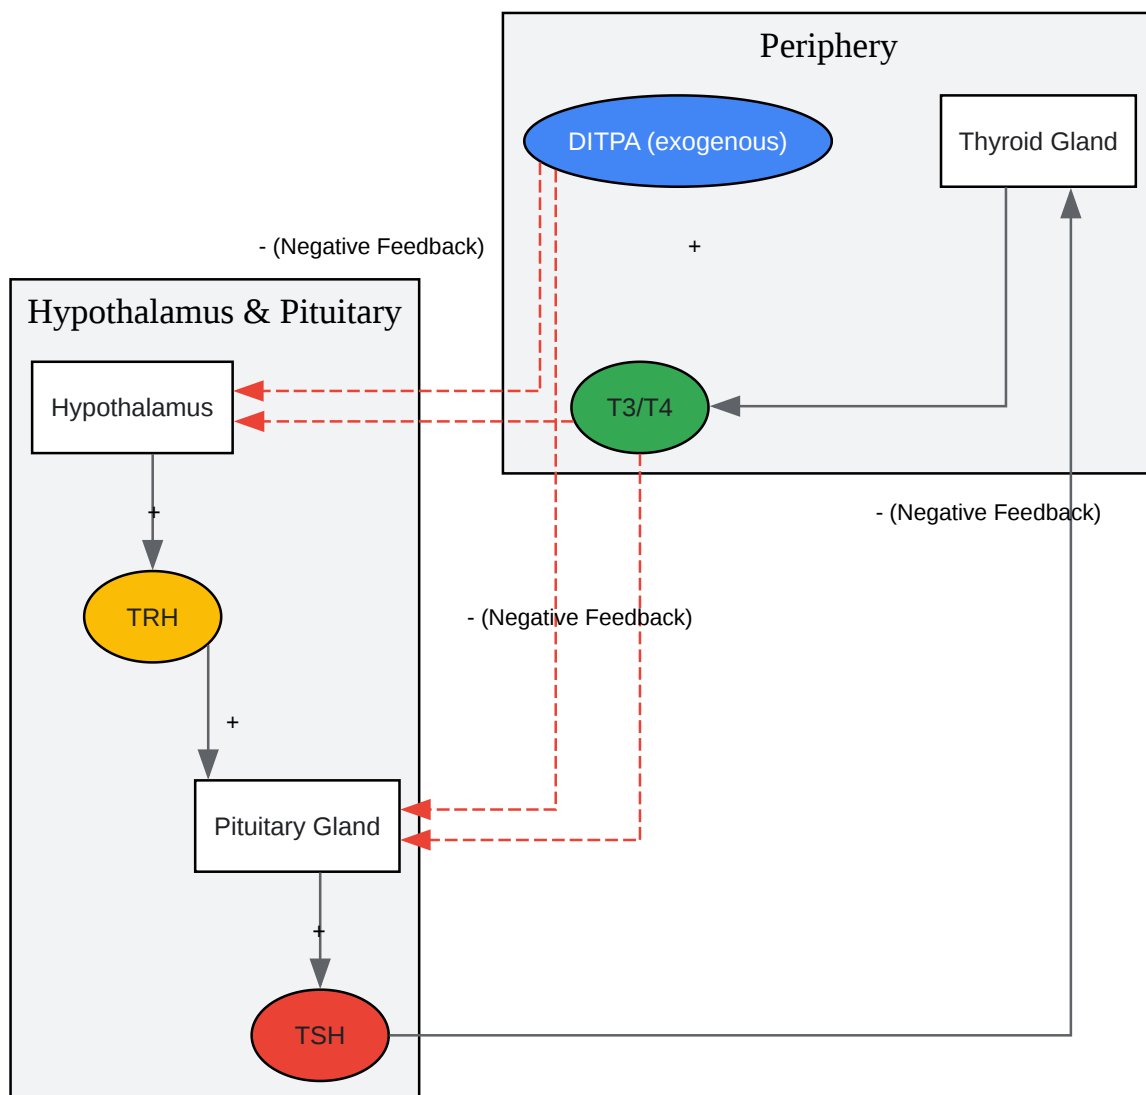 Periphery
DITPA (exogenous)
Thyroid Gland
- (Negative Feedback)
+
Hypothalamus & Pituitary
Hypothalamus
T3/T4
+
- (Negative Feedback)
TRH
- (Negative Feedback)
+
Pituitary Gland
+
TSH